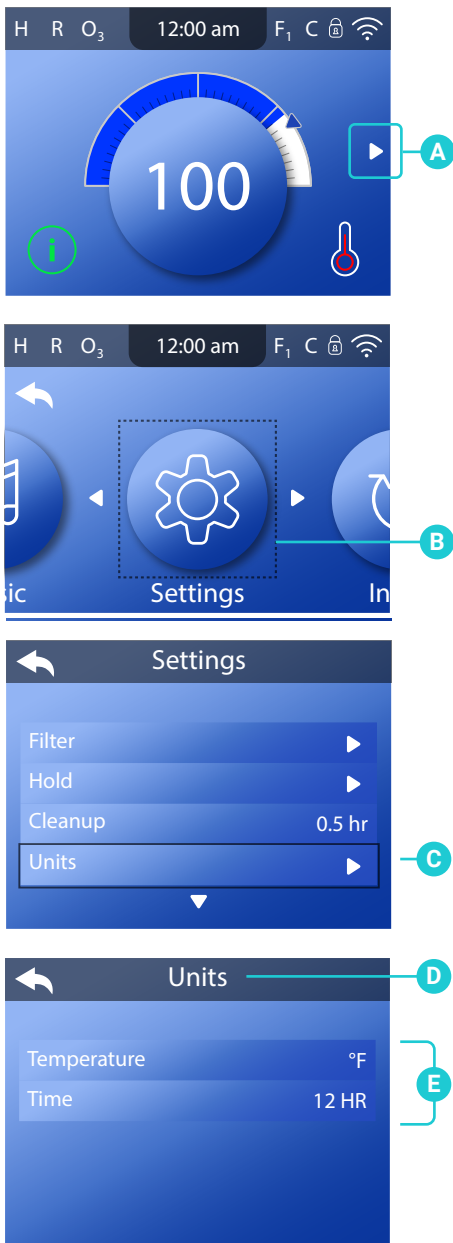 H R O₃ 12:00 am F₁ C
A
100
i
H R O₃ 12:00 am F₁ C
B
sic Settings In
Settings
Filter
Hold
Cleanup 0.5 hr
Units
C
Units
D
Temperature °F
E
Time 12 HR